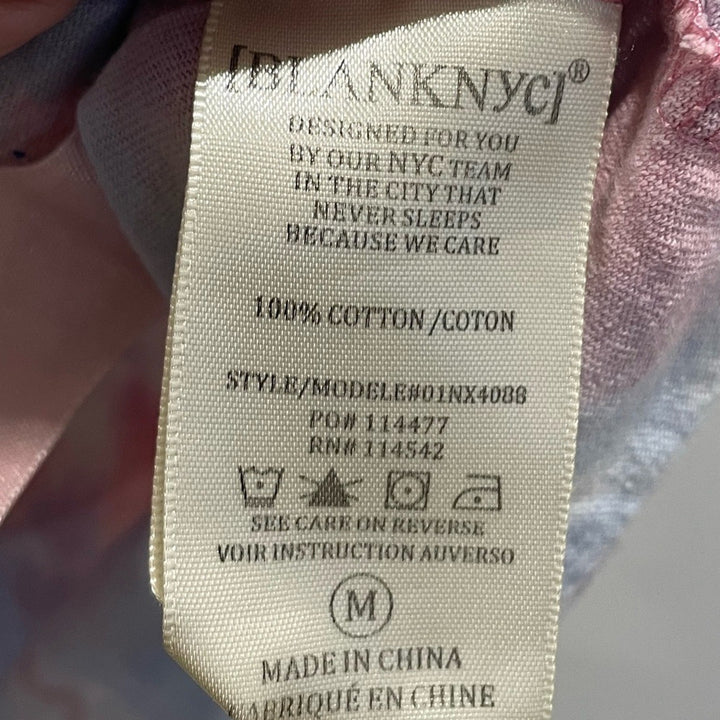 [BLANKNYC]®
DESIGNED FOR YOU
BY OUR NYC TEAM
IN THE CITY THAT
NEVER SLEEPS
BECAUSE WE CARE
100% COTTON/COTON
STYLE/MODELE#01NX4088
PO# 114477
RN# 114542
SEE CARE ON REVERSE
VOIR INSTRUCTION AUVERSO
M
MADE IN CHINA
FABRIQUÉ EN CHINE